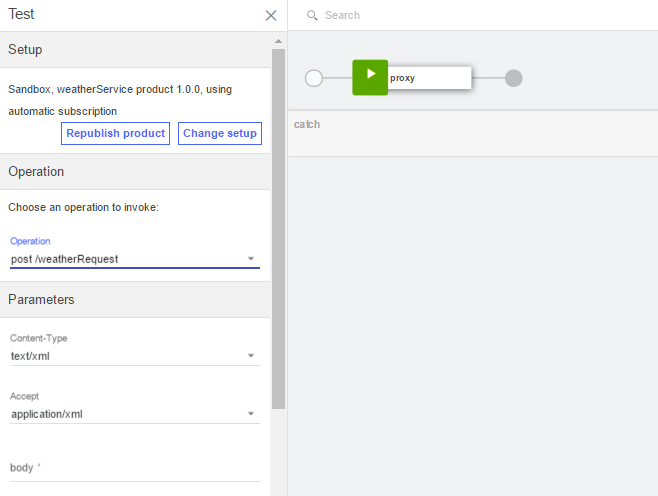 Test
Setup
Sandbox, weatherService product 1.0.0, using
automatic subscription
Republish product
Change setup
Operation
Choose an operation to invoke:
Operation
post /weatherRequest
Parameters
Content-Type
text/xml
Accept
application/xml
body *
Search
proxy
catch